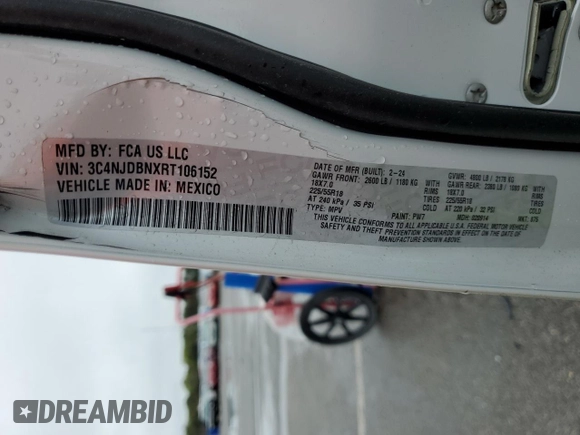 MFD BY: FCA US LLC
VIN: 3C4NJDBNXRT106152
VEHICLE MADE IN: MEXICO
DATE OF MFR (BUILT): 2-24
GAWR FRONT: 2600 LB / 1180 KG
18X7.0
225/55R18
AT 240 kPa / 35 PSI
TYPE: MPV
WITH
TIRES
RIMS
COLD
GVWR: 4800 LB / 2178 KG
GAWR REAR: KG
18X7.0
225/55R18
AT 220 kPa / 32 PSI
WITH
TIRES
RIMS
COLD
PAINT: PW7
THIS VEHICLE CONFORMS TO ALL APPLICABLE U.S.A. FEDERAL MOTOR VEHICLE
SAFETY AND THEFT PREVENTION STANDARDS IN EFFECT ON THE DATE OF
MANUFACTURE SHOWN ABOVE.
DREAMBID